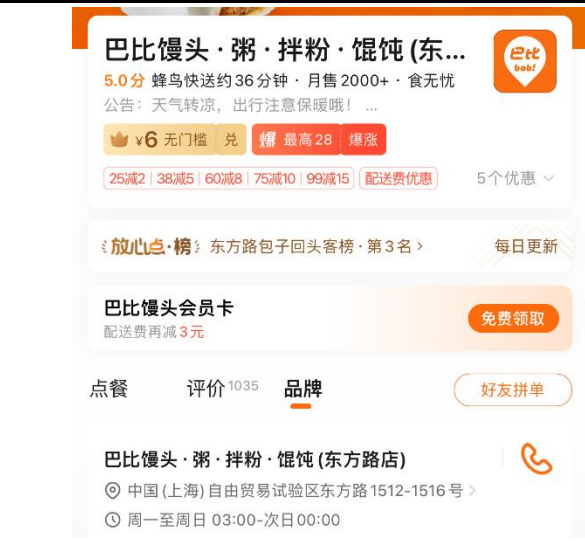 巴比馒头·粥·拌粉·馄饨(东...
巴比
babi
5.0分 蜂鸟快送约36分钟·月售2000+·食无忧
公告：天气转凉，出行注意保暖哦！ ...
¥6 无门槛 兑 爆 最高28 爆涨
25减2 38减5 60减8 75减10 99减15 配送费优惠 5个优惠
放心点·榜 东方路包子回头客榜·第3名 每日更新
巴比馒头会员卡
配送费再减3元
免费领取
点餐 评价1035 品牌 好友拼单
巴比馒头·粥·拌粉·馄饨(东方路店)
中国(上海)自由贸易试验区东方路1512-1516号
周一至周日 03:00-次日00:00